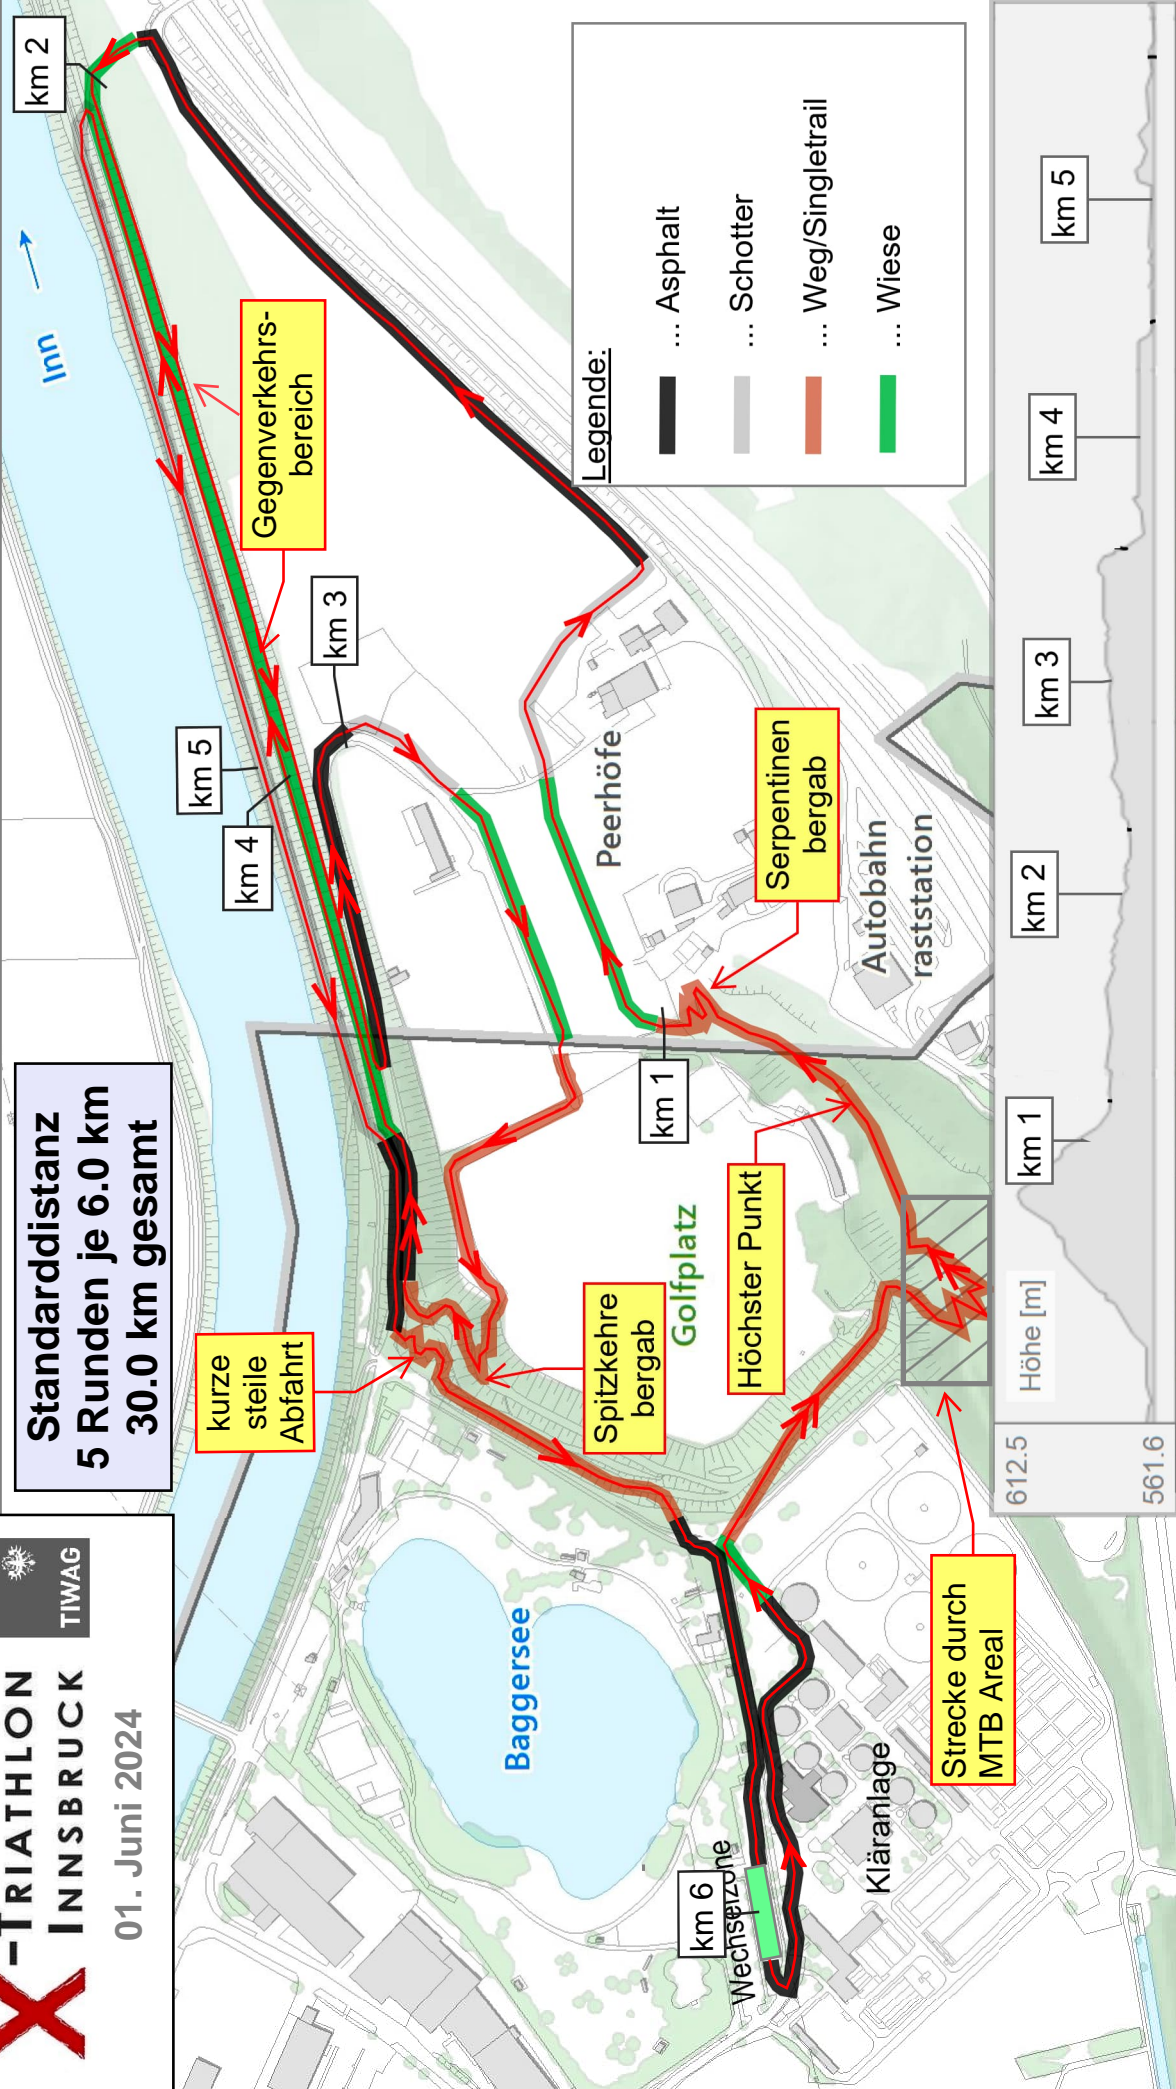 X-TRIATHLON
INNSBRUCK
01. Juni 2024
TIWAG
Standarddistanz
5 Runden je 6.0 km
30.0 km gesamt
Inn
km 2
Gegenverkehrs-
bereich
km 5
km 4
km 3
kurze
steile
Abfahrt
Spitzkehre
bergab
Golfplatz
km 1
Höchster Punkt
Serpentinen
bergab
Peerhöfe
Autobahn
raststation
Baggersee
km 6
Wechselzone
Kläranlage
Strecke durch
MTB Areal
Legende:
... Asphalt
... Schotter
... Weg/Singletrail
... Wiese
612.5
561.6
Höhe [m]
km 1
km 2
km 3
km 4
km 5